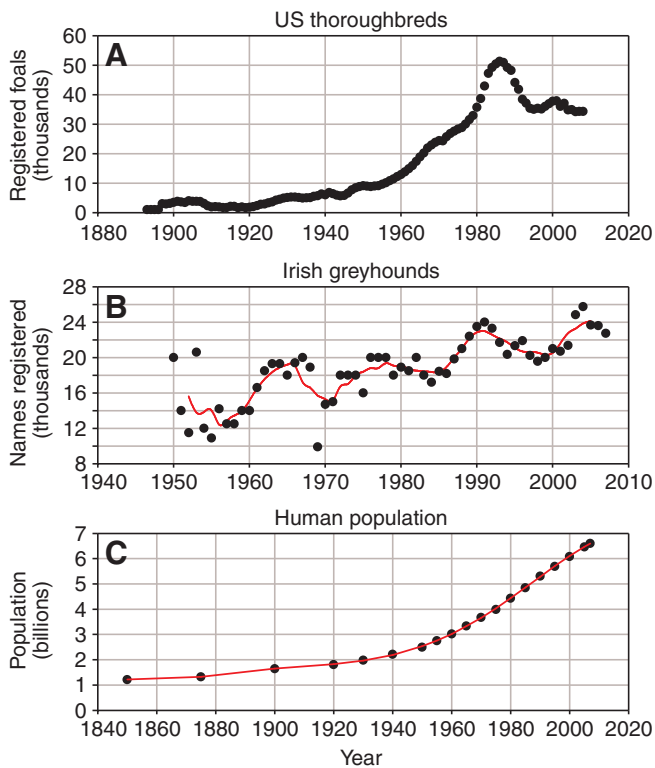 US thoroughbreds
A
Registered foals
(thousands)
60
50
40
30
20
10
0
1880 1900 1920 1940 1960 1980 2000 2020
Irish greyhounds
B
Names registered
(thousands)
28
24
20
16
12
8
1940 1950 1960 1970 1980 1990 2000 2010
Human population
C
Population
(billions)
7
6
5
4
3
2
1
0
1840 1860 1880 1900 1920 1940 1960 1980 2000 2020
Year